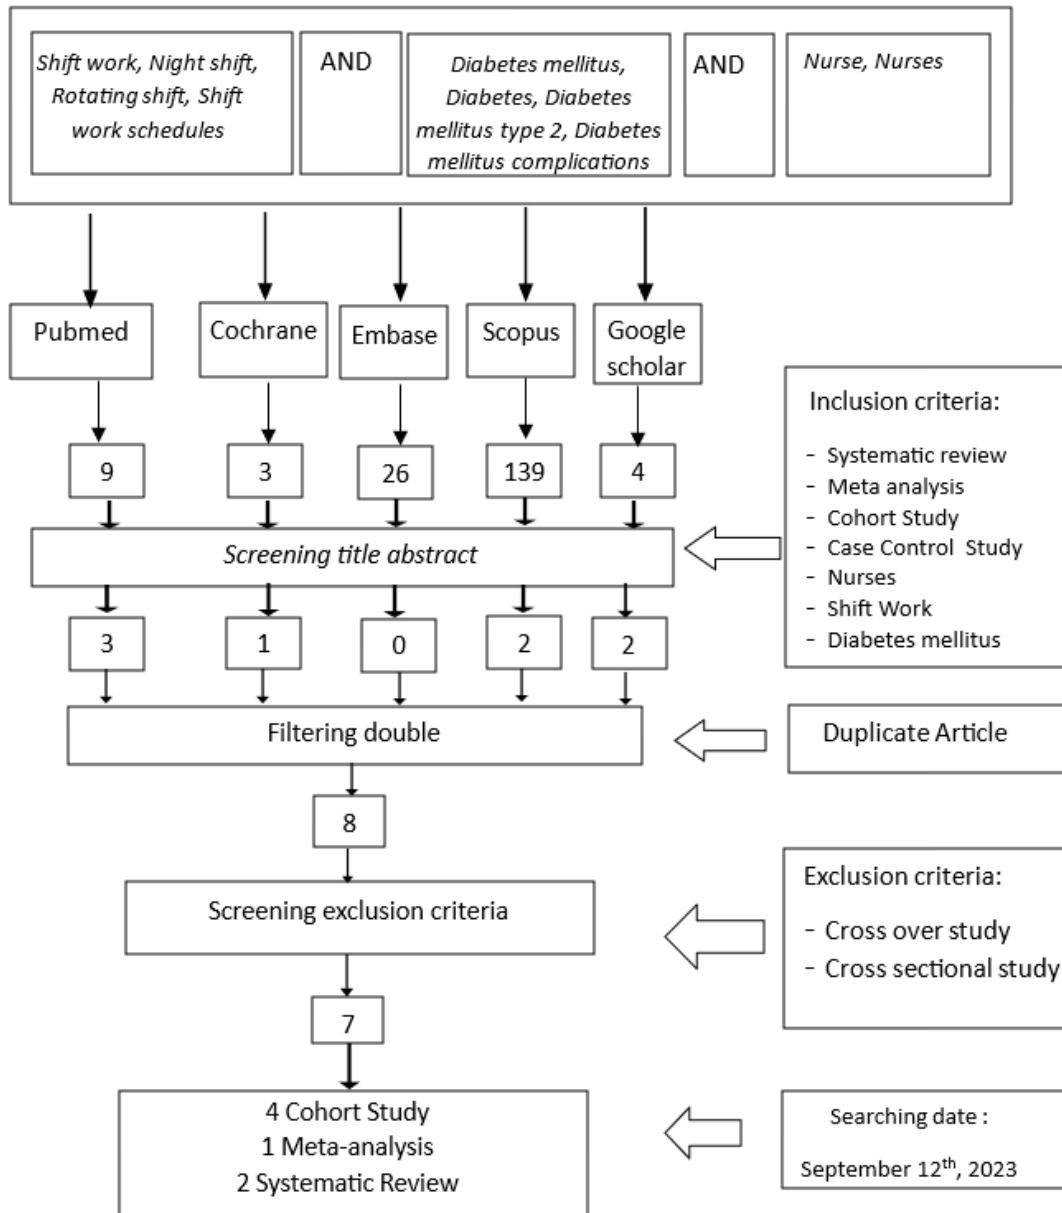 Shift work, Night shift,
Rotating shift, Shift
work schedules
AND
Diabetes mellitus,
Diabetes, Diabetes
mellitus type 2, Diabetes
mellitus complications
AND
Nurse, Nurses
Pubmed
Cochrane
Embase
Scopus
Google
scholar
9
3
26
139
4
Screening title abstract
Inclusion criteria:
- Systematic review
- Meta analysis
- Cohort Study
- Case Control Study
- Nurses
- Shift Work
- Diabetes mellitus
3
1
0
2
2
Filtering double
Duplicate Article
8
Screening exclusion criteria
Exclusion criteria:
- Cross over study
- Cross sectional study
7
4 Cohort Study
1 Meta-analysis
2 Systematic Review
Searching date :
September 12th, 2023